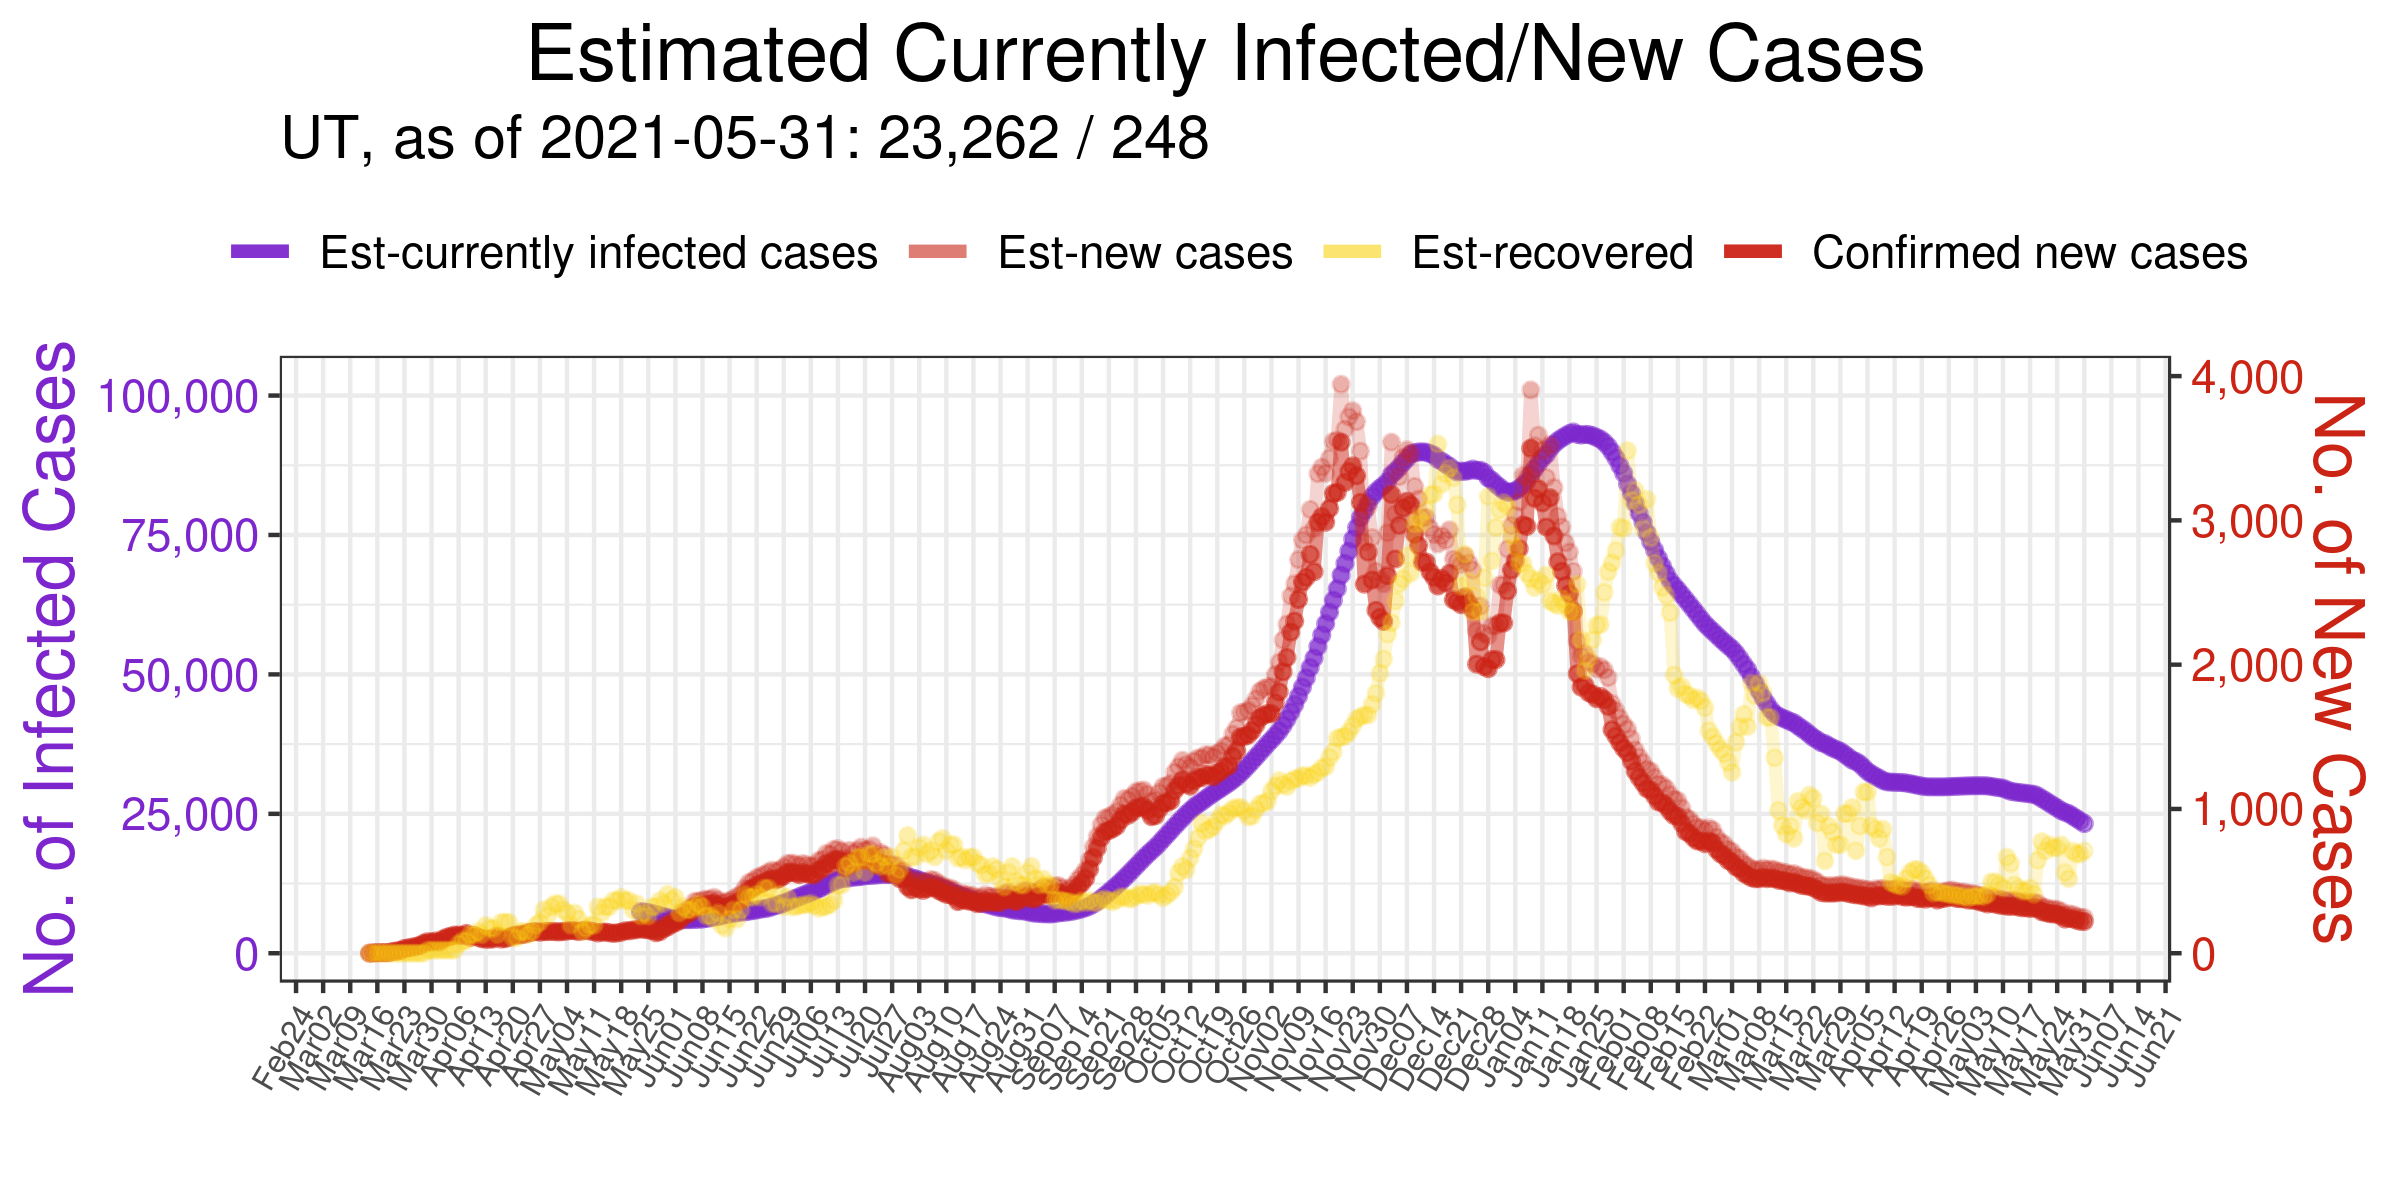 Estimated Currently Infected/New Cases
UT, as of 2021-05-31: 23,262 / 248
Est-currently infected cases Est-new cases Est-recovered Confirmed new cases
No. of Infected Cases
100,000
75,000
50,000
25,000
0
4,000
3,000
2,000
1,000
0
No. of New Cases
Feb24
Mar02
Mar09
Mar16
Mar23
Mar30
Apr06
Apr13
Apr20
Apr27
May04
May11
May18
May25
Jun01
Jun08
Jun15
Jun22
Jun29
Jul06
Jul13
Jul20
Jul27
Aug03
Aug10
Aug17
Aug24
Aug31
Sep07
Sep14
Sep21
Sep28
Oct05
Oct12
Oct19
Oct26
Nov02
Nov09
Nov16
Nov23
Nov30
Dec07
Dec14
Dec21
Dec28
Jan04
Jan11
Jan18
Jan25
Feb01
Feb08
Feb15
Feb22
Mar01
Mar08
Mar15
Mar22
Mar29
Apr05
Apr12
Apr19
Apr26
May03
May10
May17
May24
May31
Jun07
Jun14
Jun21